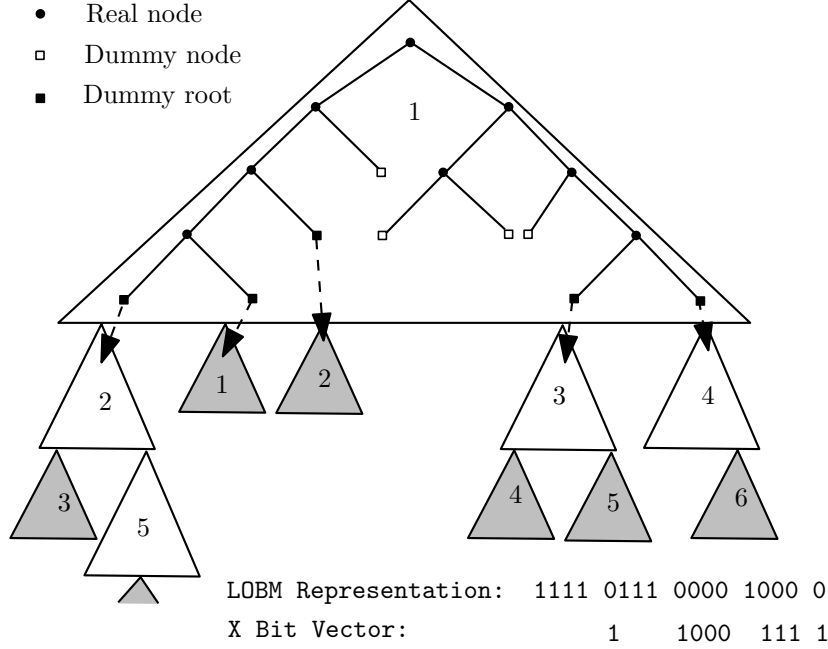 Real node
Dummy node
Dummy root
1
2
1
2
3
4
3
5
4
5
6
LOBM Representation: 1111 0111 0000 1000 0
X Bit Vector: 1 1000 111 1